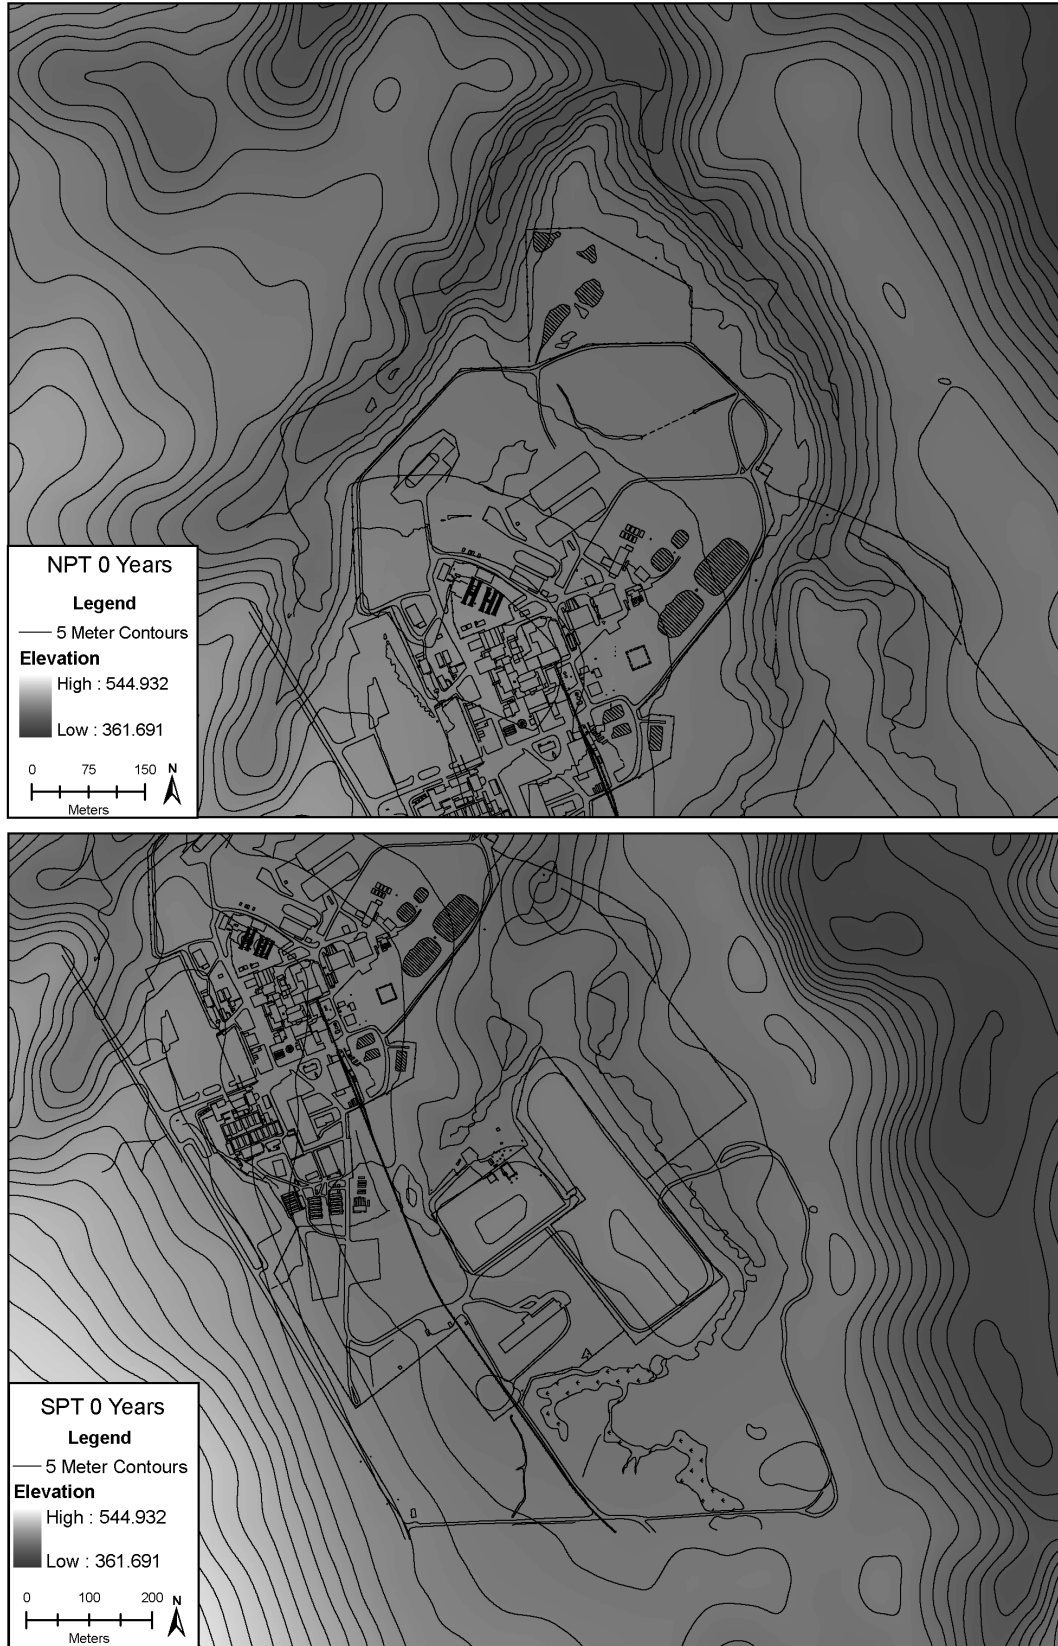 NPT 0 Years
Legend
5 Meter Contours
Elevation
High : 544.932
Low : 361.691
0 75 150
N
Meters
SPT 0 Years
Legend
5 Meter Contours
Elevation
High : 544.932
Low : 361.691
0 100 200
N
Meters